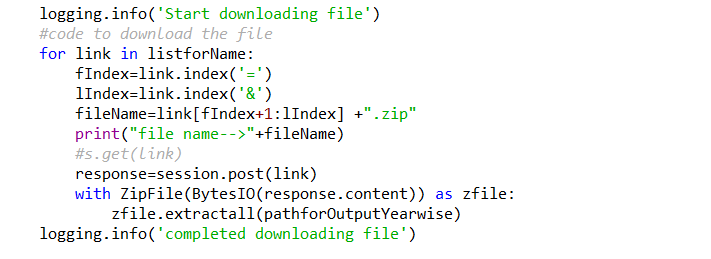 logging.info('Start downloading file')
#code to download the file
for link in listforName:
    fIndex=link.index('=')
    lIndex=link.index('&')
    fileName=link[fIndex+1:lIndex] +".zip"
    print("file name-->"+fileName)
    #s.get(link)
    response=session.post(link)
    with ZipFile(BytesIO(response.content)) as zfile:
        zfile.extractall(pathforOutputYearwise)
logging.info('completed downloading file')